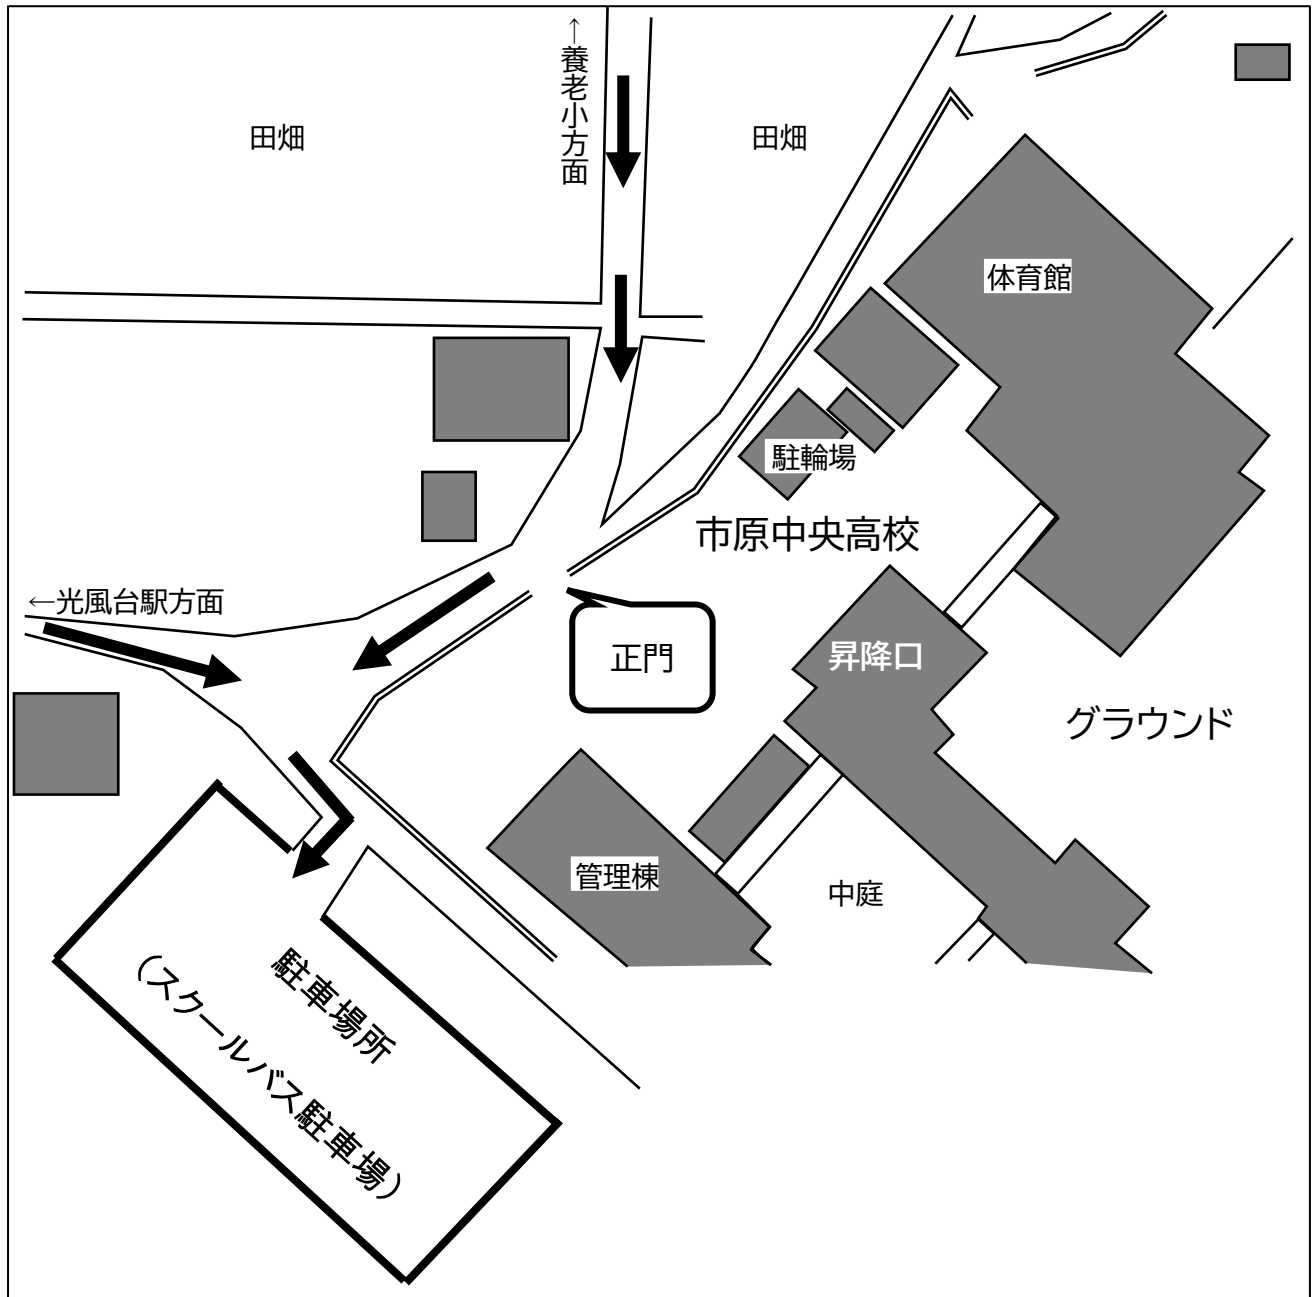 ↑養老小方面
田畑
田畑
体育館
駐輪場
市原中央高校
←光風台駅方面
正門
昇降口
グラウンド
管理棟
中庭
駐車場所
（スクールバス駐車場）